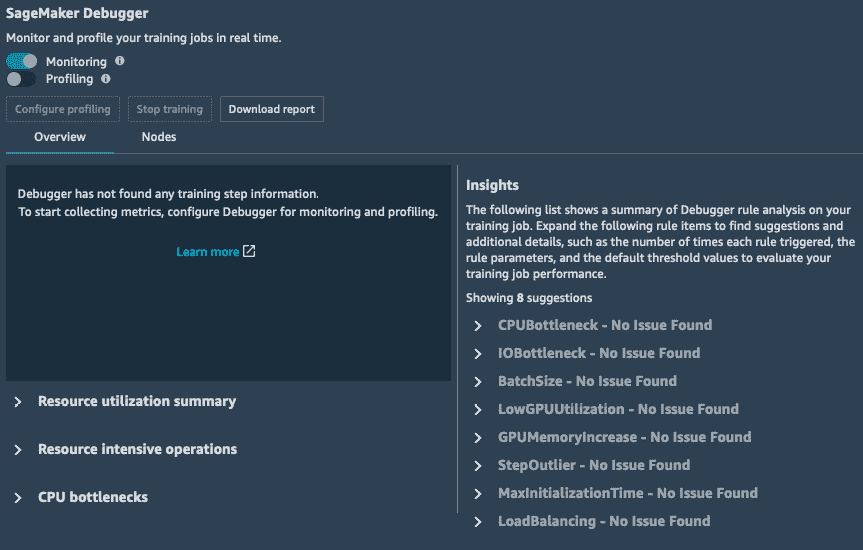 SageMaker Debugger
Monitor and profile your training jobs in real time.
Monitoring
Profiling
Configure profiling Stop training Download report
Overview Nodes
Debugger has not found any training step information.
To start collecting metrics, configure Debugger for monitoring and profiling.
Learn more
Resource utilization summary
Resource intensive operations
CPU bottlenecks
Insights
The following list shows a summary of Debugger rule analysis on your
training job. Expand the following rule items to find suggestions and
additional details, such as the number of times each rule triggered, the
rule parameters, and the default threshold values to evaluate your
training job performance.
Showing 8 suggestions
CPUBottleneck - No Issue Found
IOBottleneck - No Issue Found
BatchSize - No Issue Found
LowGPUUtilization - No Issue Found
GPUMemoryIncrease - No Issue Found
StepOutlier - No Issue Found
MaxInitializationTime - No Issue Found
LoadBalancing - No Issue Found